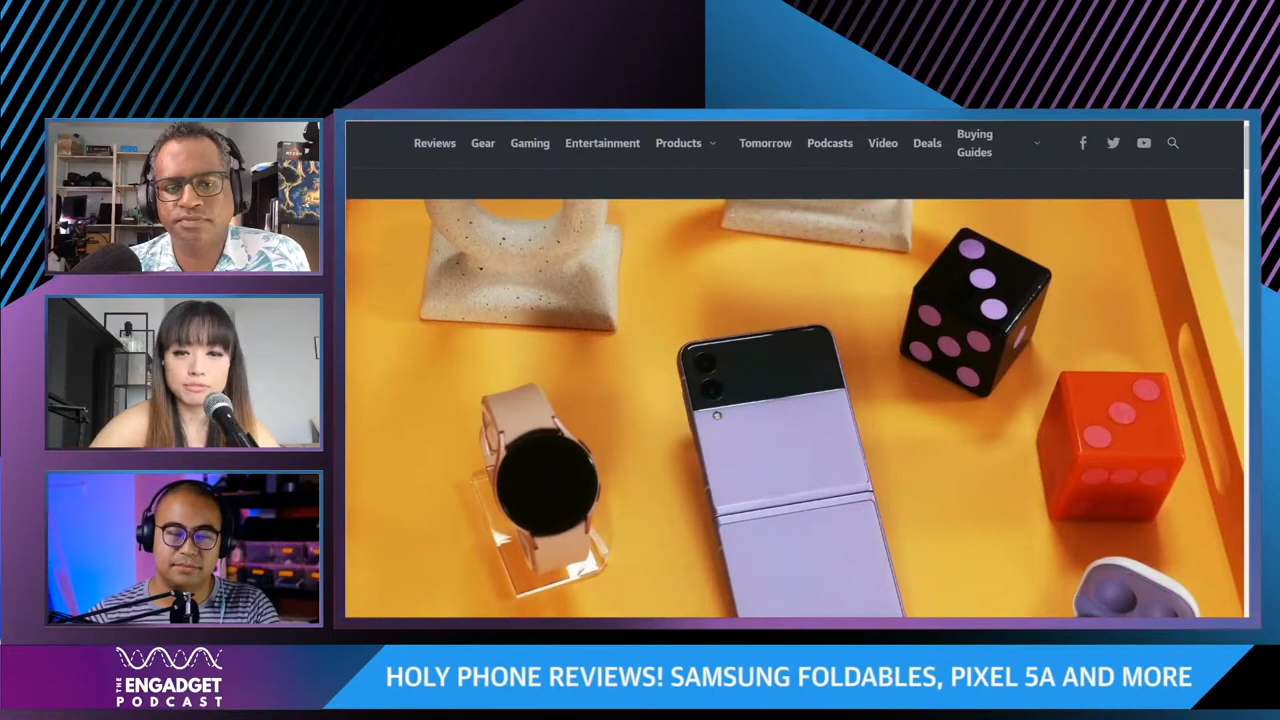 Reviews Gear Gaming Entertainment Products Tomorrow Podcasts Video Deals Buying Guides
THE ENGADGET PODCAST
HOLY PHONE REVIEWS! SAMSUNG FOLDABLES, PIXEL 5A AND MORE